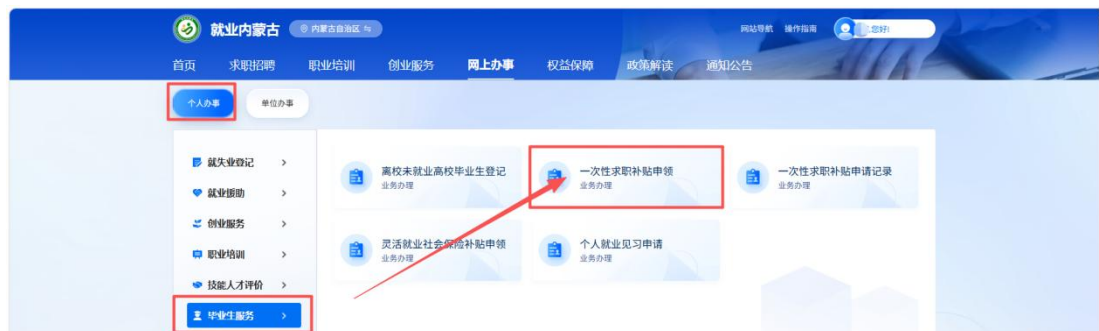 就业内蒙古 内蒙古自治区 网站导航 操作指南 您好!
首页 求职招聘 职业培训 创业服务 网上办事 权益保障 政策解读 通知公告
个人办事 单位办事
就失业登记
就业援助
创业服务
职业培训
技能人才评价
毕业生服务
离校未就业高校毕业生登记
业务办理
一次性求职补贴申领
业务办理
一次性求职补贴申请记录
业务办理
灵活就业社会保险补贴申领
业务办理
个人就业见习申请
业务办理